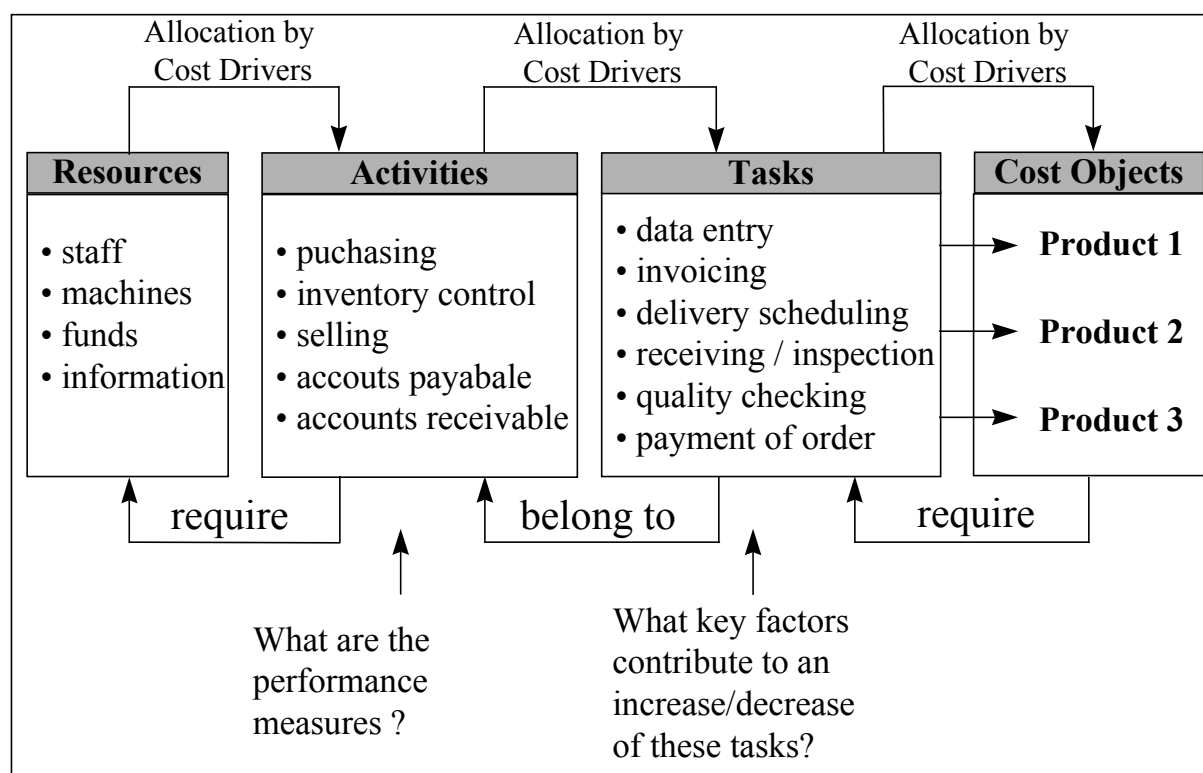 Allocation by
Cost Drivers
Allocation by
Cost Drivers
Allocation by
Cost Drivers
Resources
• staff
• machines
• funds
• information
Activities
• puchasing
• inventory control
• selling
• accouts payabale
• accounts receivable
Tasks
• data entry
• invoicing
• delivery scheduling
• receiving / inspection
• quality checking
• payment of order
Cost Objects
Product 1
Product 2
Product 3
require
belong to
require
What are the
performance
measures ?
What key factors
contribute to an
increase/decrease
of these tasks?